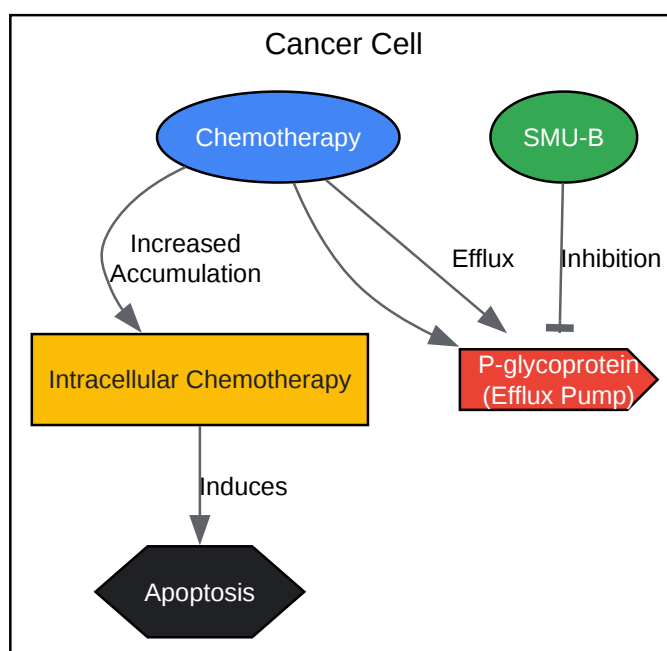 Cancer Cell
Chemotherapy
SMU-B
Increased
Accumulation
Efflux
Inhibition
Intracellular Chemotherapy
P-glycoprotein
(Efflux Pump)
Induces
Apoptosis